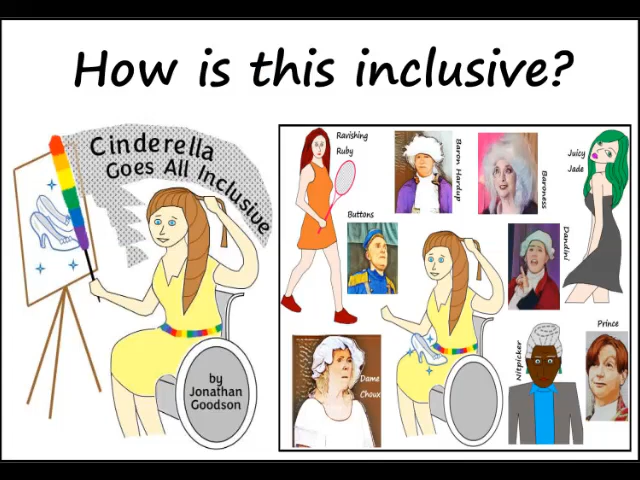 How is this inclusive?
Cinderella
Goes All Inclusive
by
Jonathan
Goodson
Ravishing
Ruby
Baron Hardup
Baroness
Juicy
Jade
Buttons
Dandini
Dame
Choux
Nitpicker
Prince